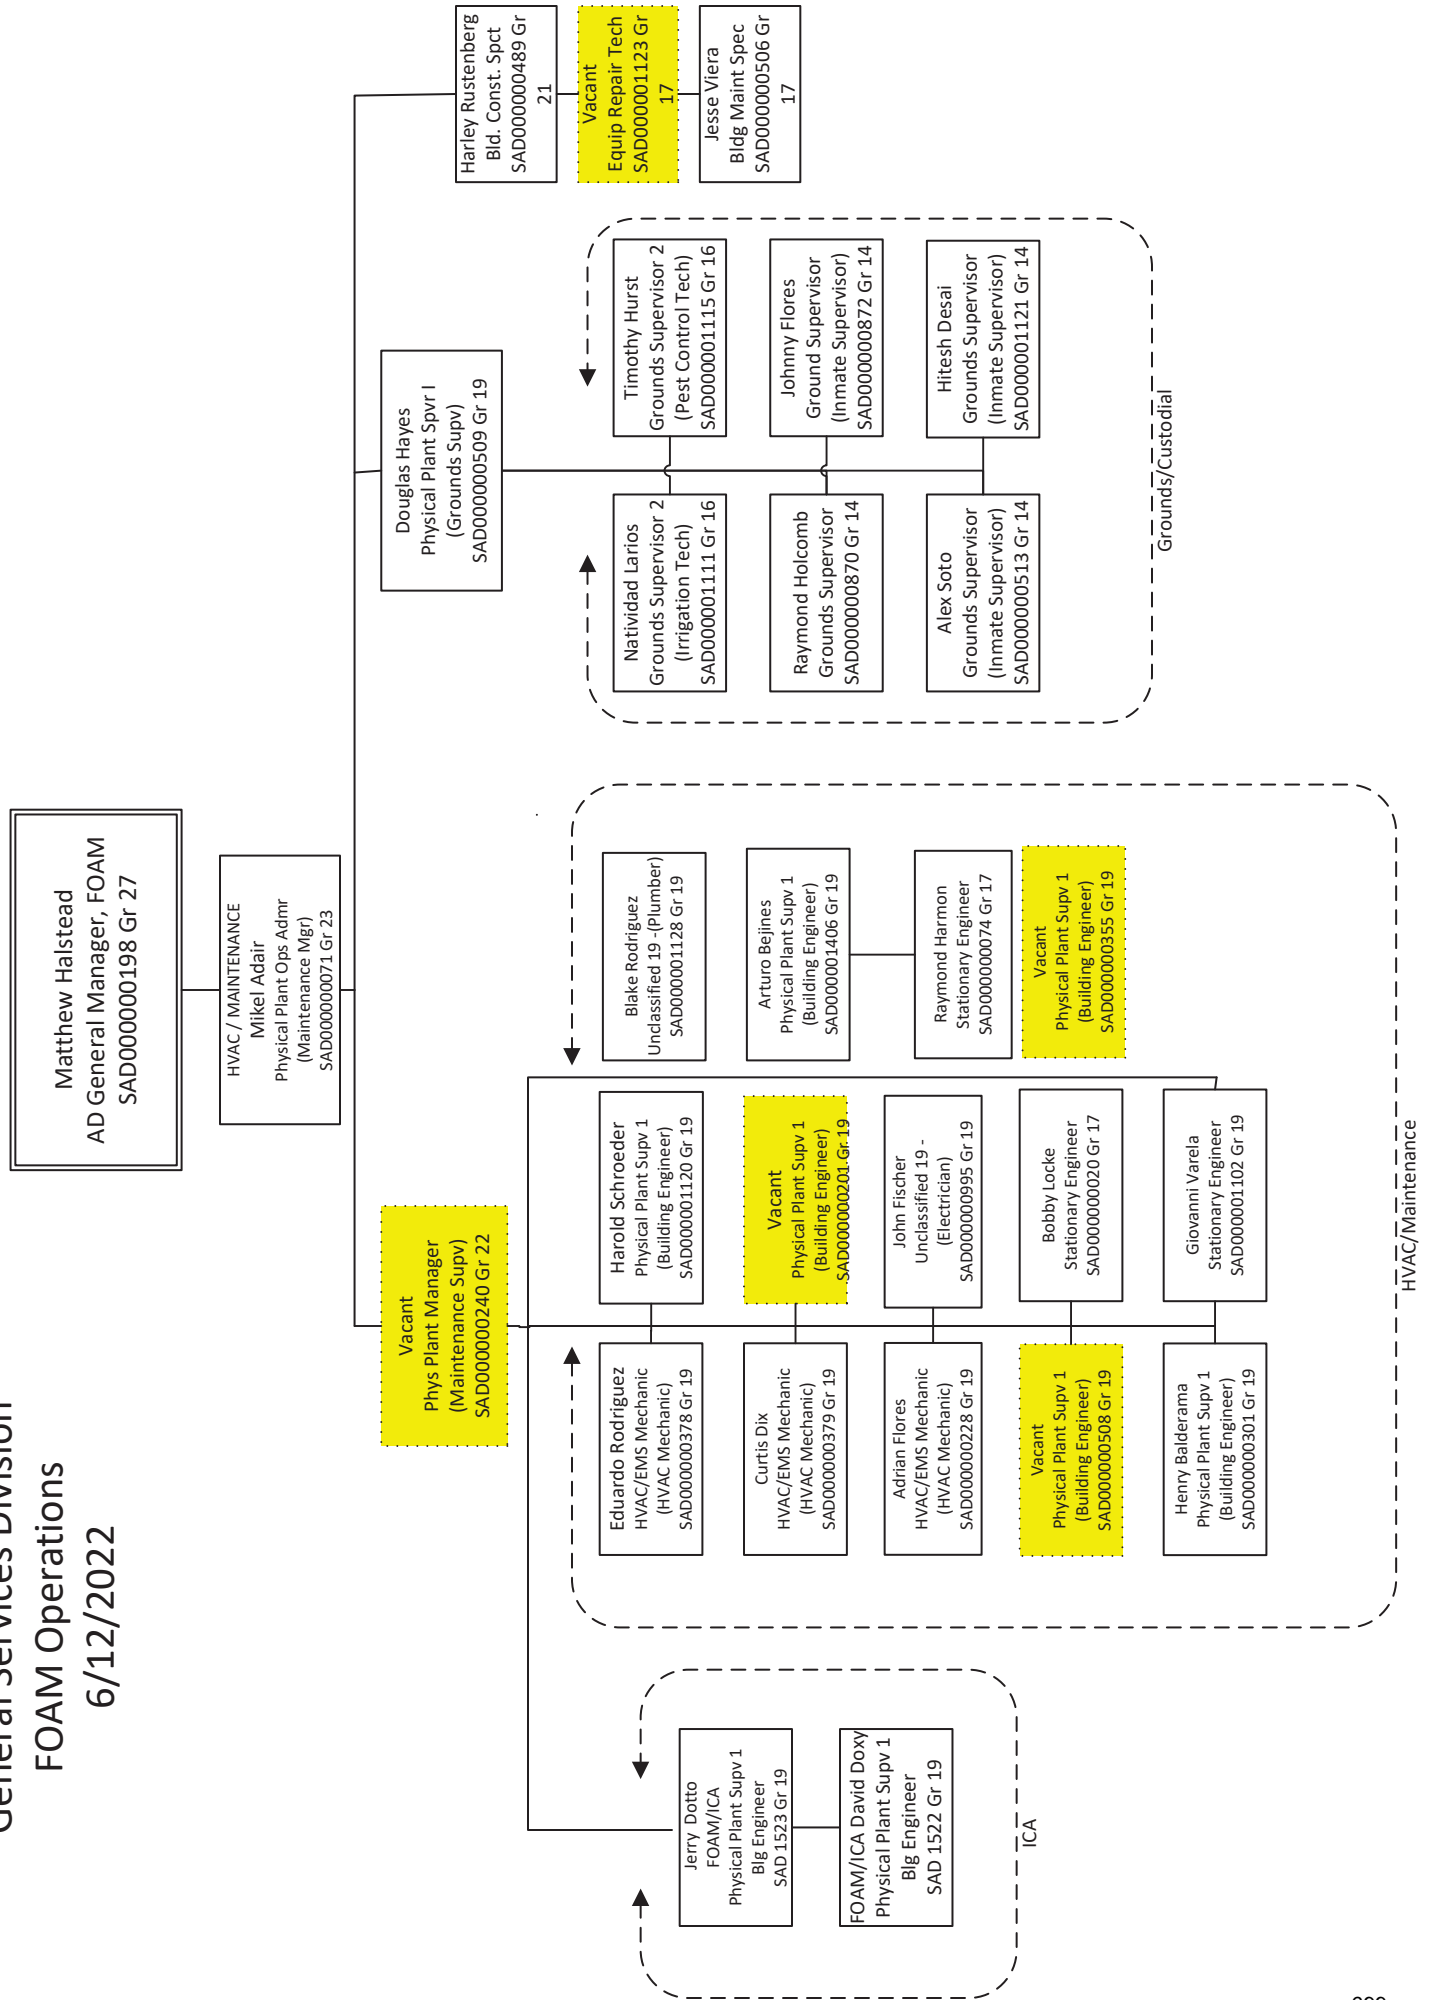 General Services Division
FOAM Operations
6/12/2022
Matthew Halstead
AD General Manager, FOAM
SAD000000198 Gr 27
HVAC / MAINTENANCE
Mikel Adair
Physical Plant Ops Admr
(Maintenance Mgr)
SAD000000071 Gr 23
Vacant
Phys Plant Manager
(Maintenance Supv)
SAD000000240 Gr 22
Douglas Hayes
Physical Plant Spvr I
(Grounds Supv)
SAD000000509 Gr 19
Harley Rustenberg
Bld. Const. Spct
SAD000000489 Gr
21
Vacant
Equip Repair Tech
SAD000001123 Gr
17
Jesse Viera
Bldg Maint Spec
SAD000000506 Gr
17
Jerry Dotto
FOAM/ICA
Physical Plant Supv 1
Blg Engineer
SAD 1523 Gr 19
FOAM/ICA David Doxy
Physical Plant Supv 1
Blg Engineer
SAD 1522 Gr 19
ICA
Eduardo Rodriguez
HVAC/EMS Mechanic
(HVAC Mechanic)
SAD000000378 Gr 19
Harold Schroeder
Physical Plant Supv 1
(Building Engineer)
SAD000001120 Gr 19
Blake Rodriguez
Unclassified 19 -(Plumber)
SAD000001128 Gr 19
Curtis Dix
HVAC/EMS Mechanic
(HVAC Mechanic)
SAD000000379 Gr 19
Vacant
Physical Plant Supv 1
(Building Engineer)
SAD000000201 Gr 19
Arturo Bejines
Physical Plant Supv 1
(Building Engineer)
SAD000001406 Gr 19
Adrian Flores
HVAC/EMS Mechanic
(HVAC Mechanic)
SAD000000228 Gr 19
John Fischer
Unclassified 19 -
(Electrician)
SAD000000995 Gr 19
Raymond Harmon
Stationary Engineer
SAD000000074 Gr 17
Vacant
Physical Plant Supv 1
(Building Engineer)
SAD000000508 Gr 19
Bobby Locke
Stationary Engineer
SAD000000020 Gr 17
Vacant
Physical Plant Supv 1
(Building Engineer)
SAD000000355 Gr 19
Henry Balderama
Physical Plant Supv 1
(Building Engineer)
SAD000000301 Gr 19
Giovanni Varela
Stationary Engineer
SAD000001102 Gr 19
HVAC/Maintenance
Natividad Larios
Grounds Supervisor 2
(Irrigation Tech)
SAD000001111 Gr 16
Timothy Hurst
Grounds Supervisor 2
(Pest Control Tech)
SAD000001115 Gr 16
Raymond Holcomb
Grounds Supervisor
SAD000000870 Gr 14
Johnny Flores
Ground Supervisor
(Inmate Supervisor)
SAD000000872 Gr 14
Alex Soto
Grounds Supervisor
(Inmate Supervisor)
SAD000000513 Gr 14
Hitesh Desai
Grounds Supervisor
(Inmate Supervisor)
SAD000001121 Gr 14
Grounds/Custodial